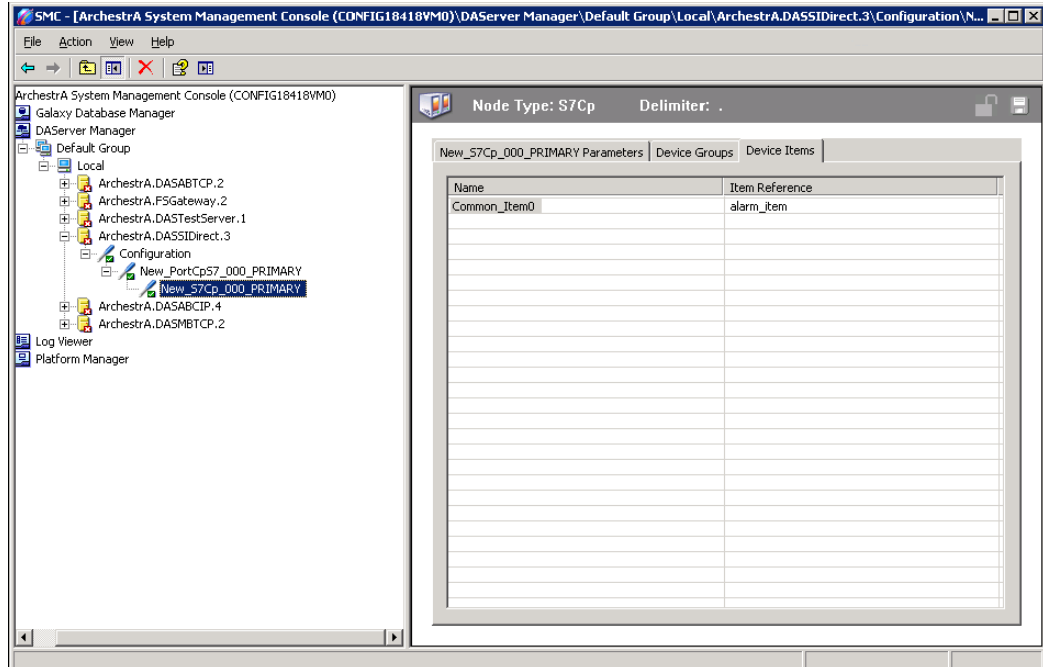 SMC - [ArchestrA System Management Console (CONFIG18418VM0)\DAServer Manager\Default Group\Local\ArchestrA.DASSIDirect.3\Configuration\N...
File Action View Help
ArchestrA System Management Console (CONFIG18418VM0)
Galaxy Database Manager
DAServer Manager
Default Group
Local
ArchestrA.DASABTCP.2
ArchestrA.FSGateway.2
ArchestrA.DASTestServer.1
ArchestrA.DASSIDirect.3
Configuration
New_PortCpS7_000_PRIMARY
New_S7Cp_000_PRIMARY
ArchestrA.DASABCIP.4
ArchestrA.DASMBTCP.2
Log Viewer
Platform Manager
Node Type: S7Cp Delimiter: .
New_S7Cp_000_PRIMARY Parameters Device Groups Device Items
Name Item Reference
Common_Item0 alarm_item